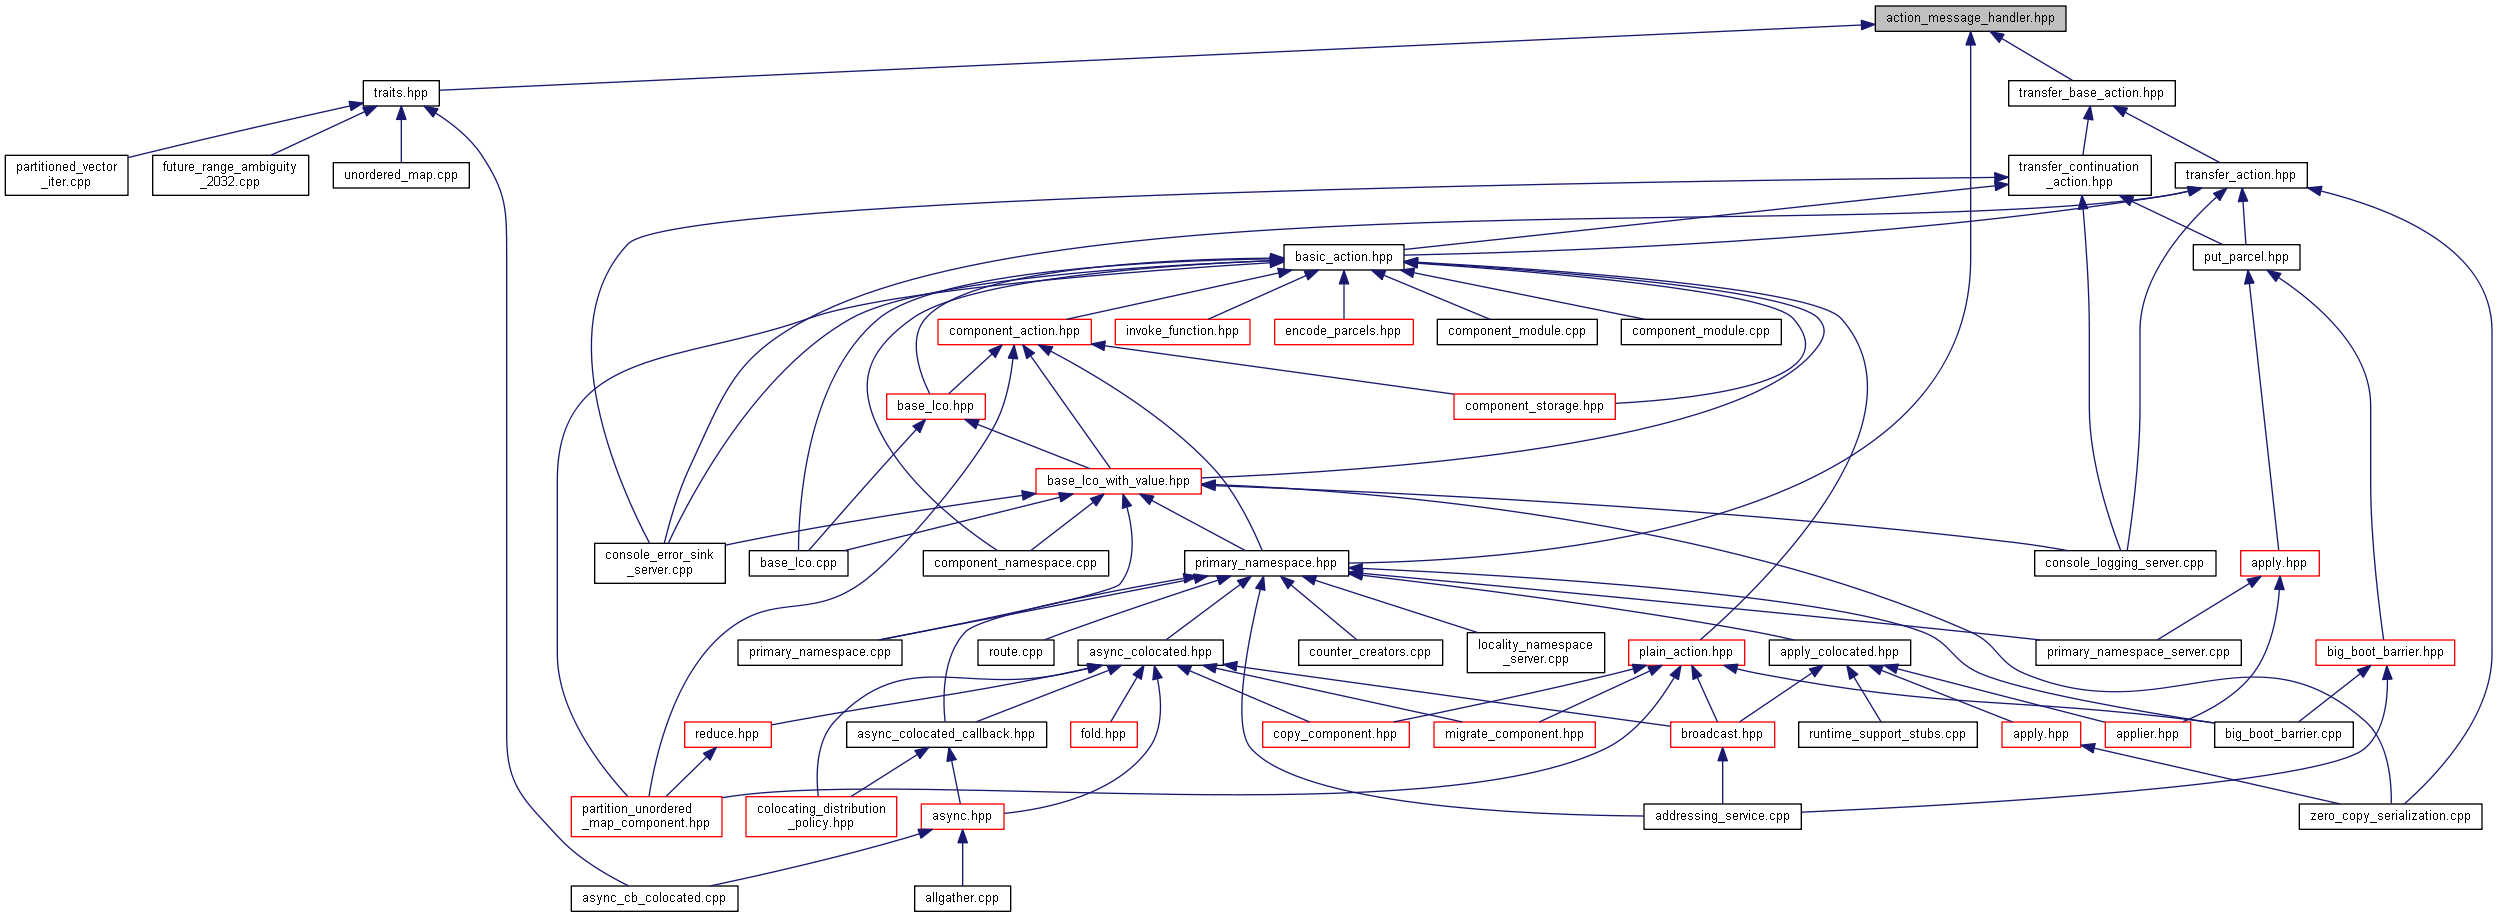 action_message_handler.hpp
traits.hpp
transfer_base_action.hpp
partitioned_vector
_iter.cpp
future_range_ambiguity
_2032.cpp
unordered_map.cpp
transfer_continuation
_action.hpp
transfer_action.hpp
basic_action.hpp
put_parcel.hpp
component_action.hpp
invoke_function.hpp
encode_parcels.hpp
component_module.cpp
component_module.cpp
base_lco.hpp
component_storage.hpp
base_lco_with_value.hpp
console_error_sink
_server.cpp
base_lco.cpp
component_namespace.cpp
primary_namespace.hpp
console_logging_server.cpp
apply.hpp
primary_namespace.cpp
route.cpp
async_colocated.hpp
counter_creators.cpp
locality_namespace
_server.cpp
plain_action.hpp
apply_colocated.hpp
primary_namespace_server.cpp
big_boot_barrier.hpp
reduce.hpp
async_colocated_callback.hpp
fold.hpp
copy_component.hpp
migrate_component.hpp
broadcast.hpp
runtime_support_stubs.cpp
apply.hpp
applier.hpp
big_boot_barrier.cpp
partition_unordered
_map_component.hpp
colocating_distribution
_policy.hpp
async.hpp
addressing_service.cpp
zero_copy_serialization.cpp
async_cb_colocated.cpp
allgather.cpp